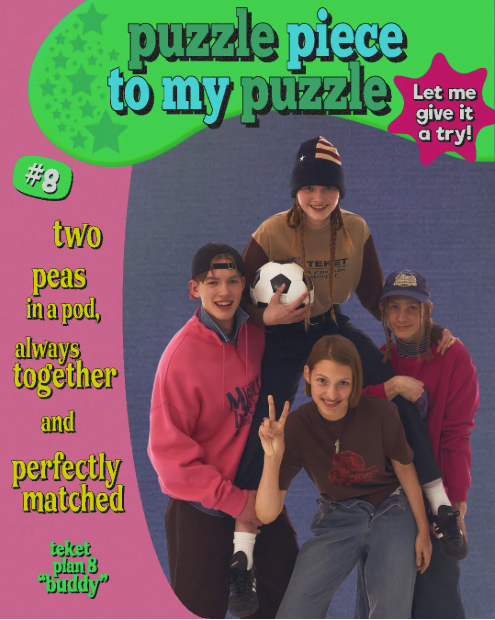 puzzle piece
to my puzzle
Let me
give it
a try!
#8
two
peas
in a pod,
always
together
and
perfectly
matched
teket
plan 8
"buddy"
TEKET